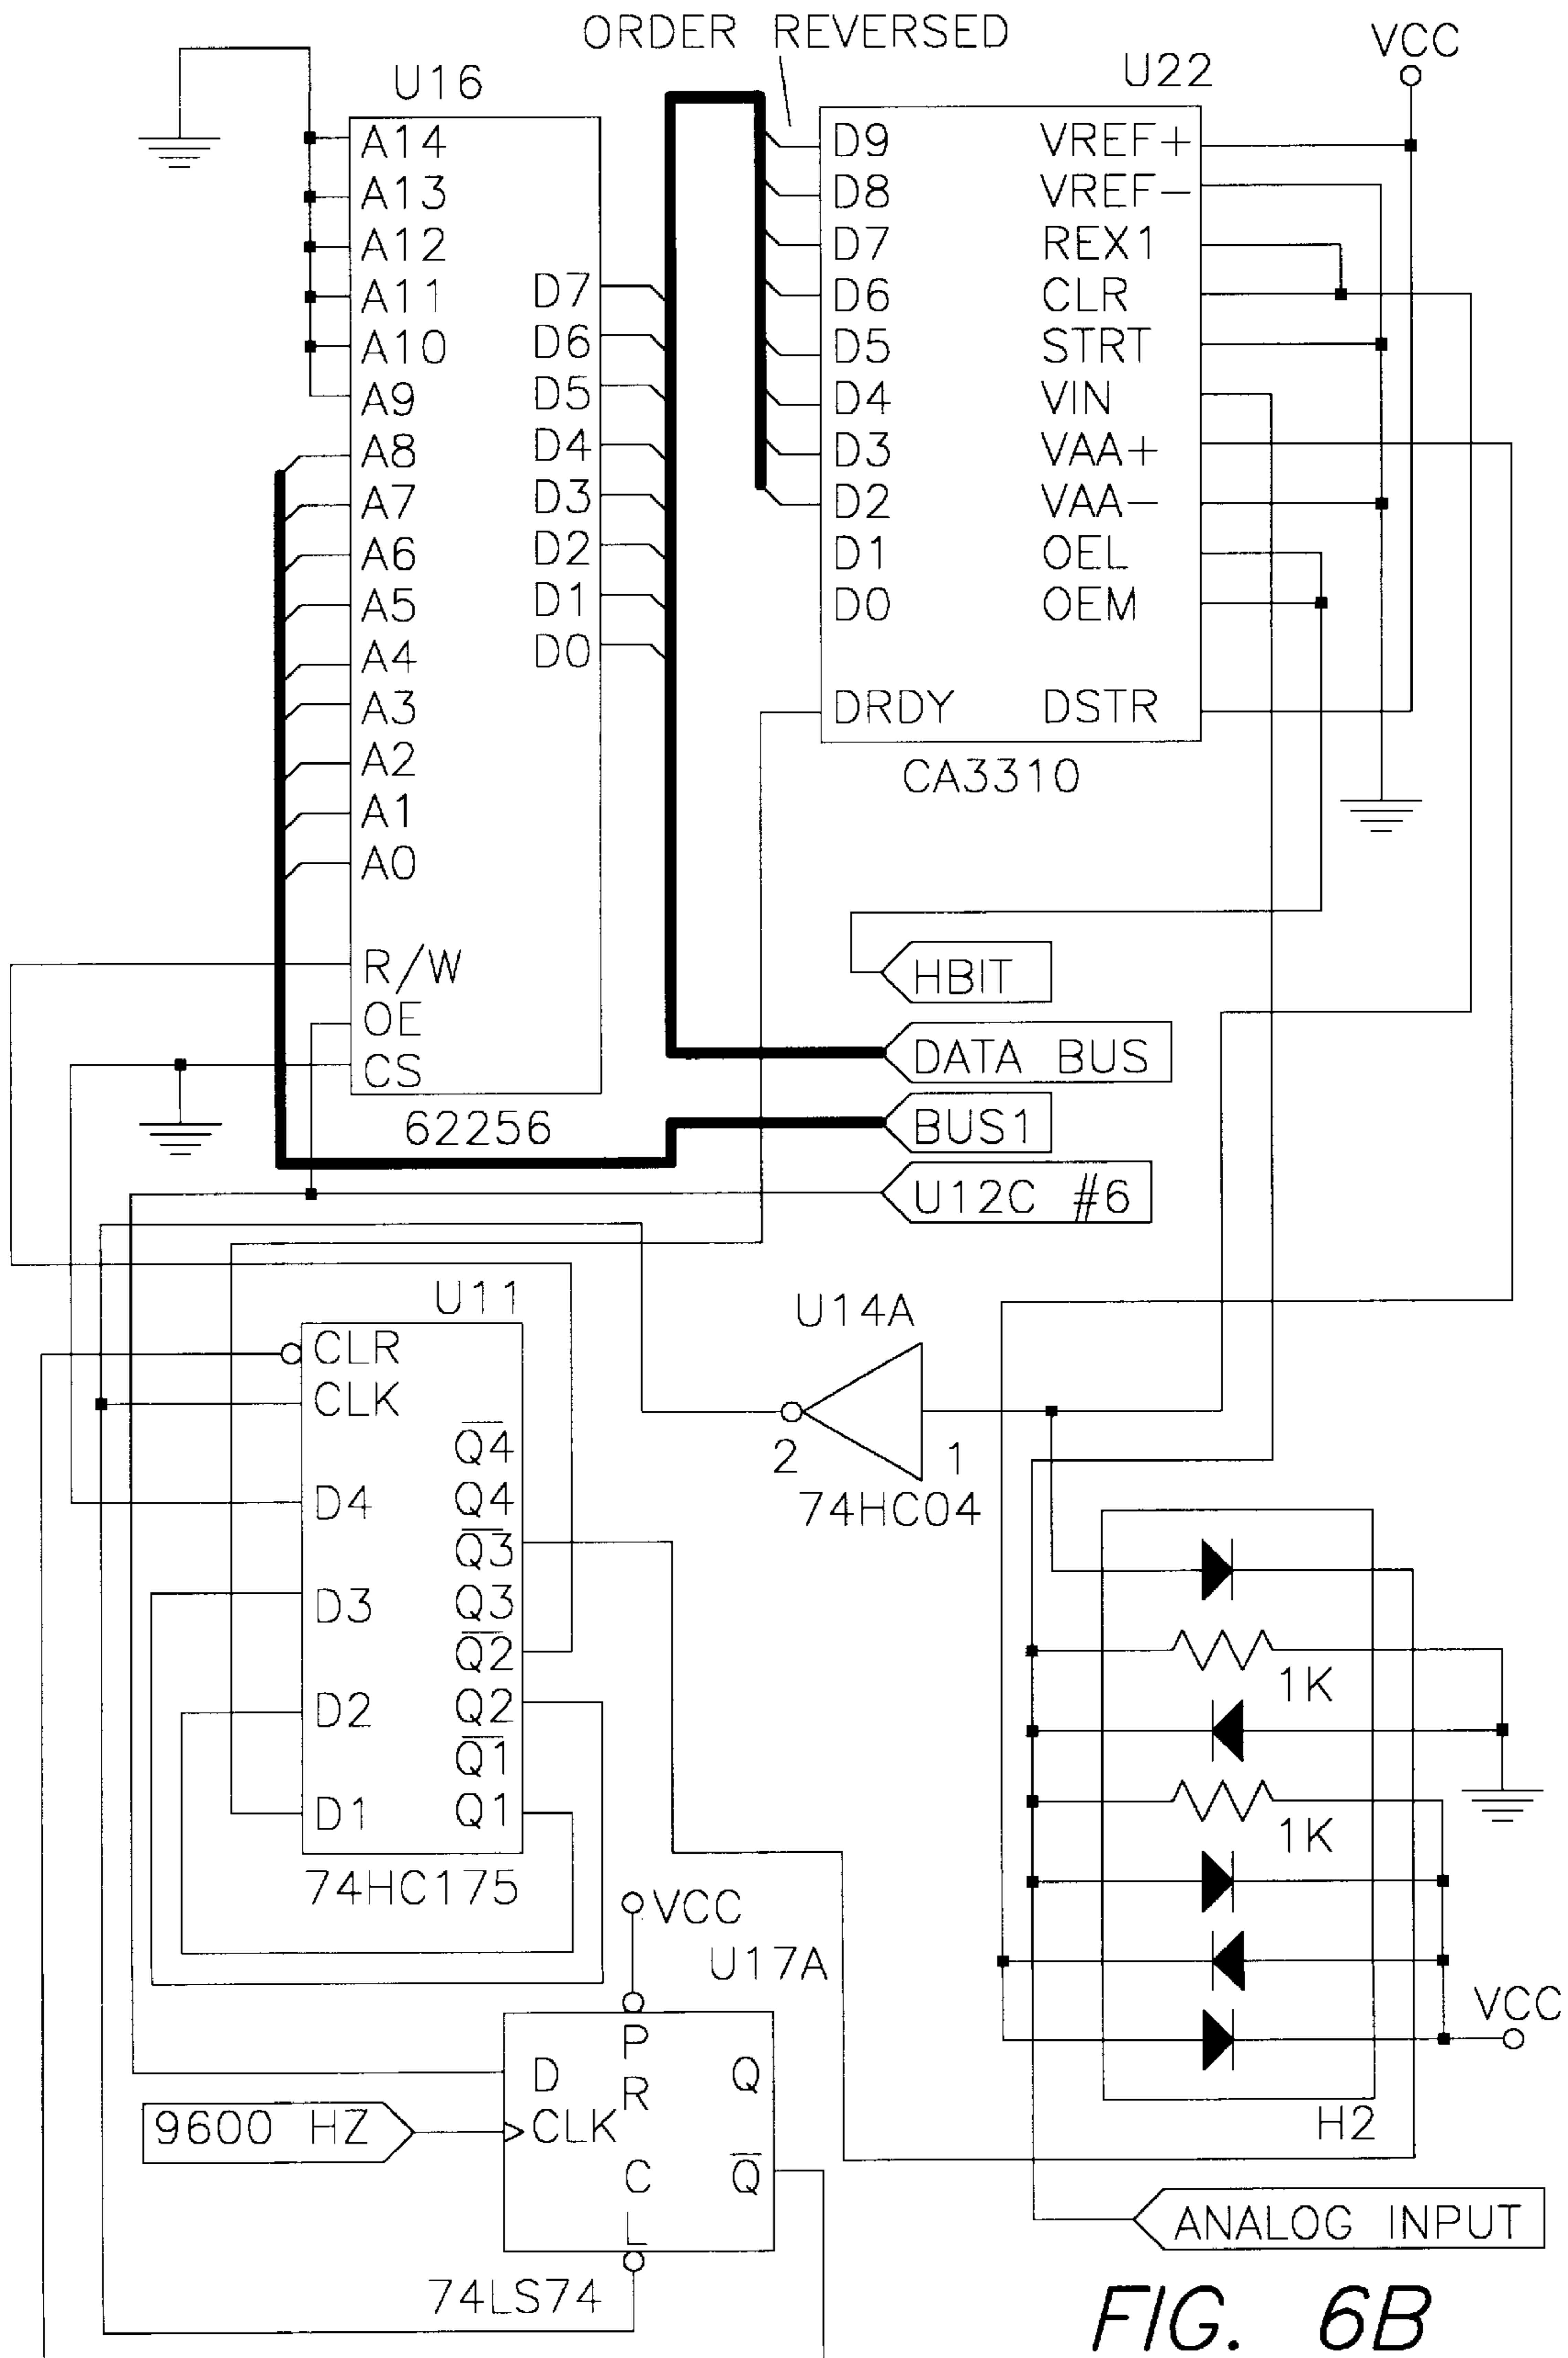 ORDER REVERSED
U16
A14
A13
A12
A11
A10
A9
A8
A7
A6
A5
A4
A3
A2
A1
A0
R/W
OE
CS
D7
D6
D5
D4
D3
D2
D1
D0
62256
U22
VCC
D9
D8
D7
D6
D5
D4
D3
D2
D1
D0
DRDY
VREF+
VREF−
REX1
CLR
STRT
VIN
VAA+
VAA−
OEL
OEM
DSTR
CA3310
HBIT
DATA BUS
BUS1
U12C #6
U11
CLR
CLK
D4
D3
D2
D1
Q̅4
Q4
Q̅3
Q3
Q̅2
Q2
Q̅1
Q1
74HC175
U14A
2
1
74HC04
1K
1K
VCC
H2
VCC
U17A
PR
D
CLK
Q
Q̅
CL
74LS74
9600 HZ
ANALOG INPUT
FIG. 6B